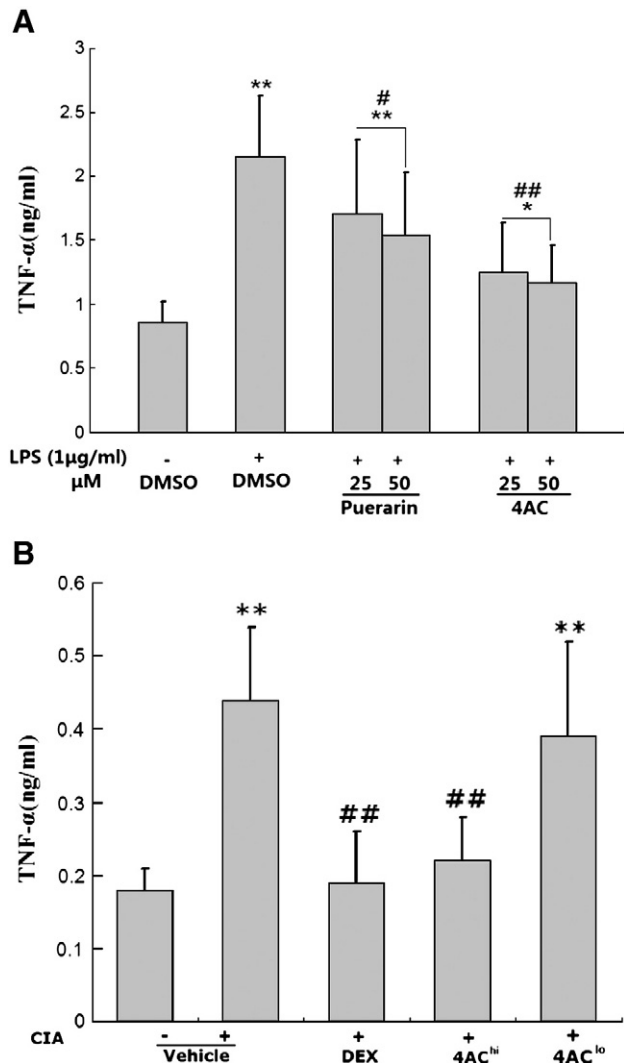 A
TNF-α(ng/ml)
3
2.5
2
1.5
1
0.5
0
**
#
**
##
*
LPS (1μg/ml) - + + + + +
μM DMSO DMSO 25 50 25 50
Puerarin 4AC
B
TNF-α(ng/ml)
0.6
0.5
0.4
0.3
0.2
0.1
0
**
##
##
**
CIA - + + + +
Vehicle DEX 4AC^hi 4AC^lo